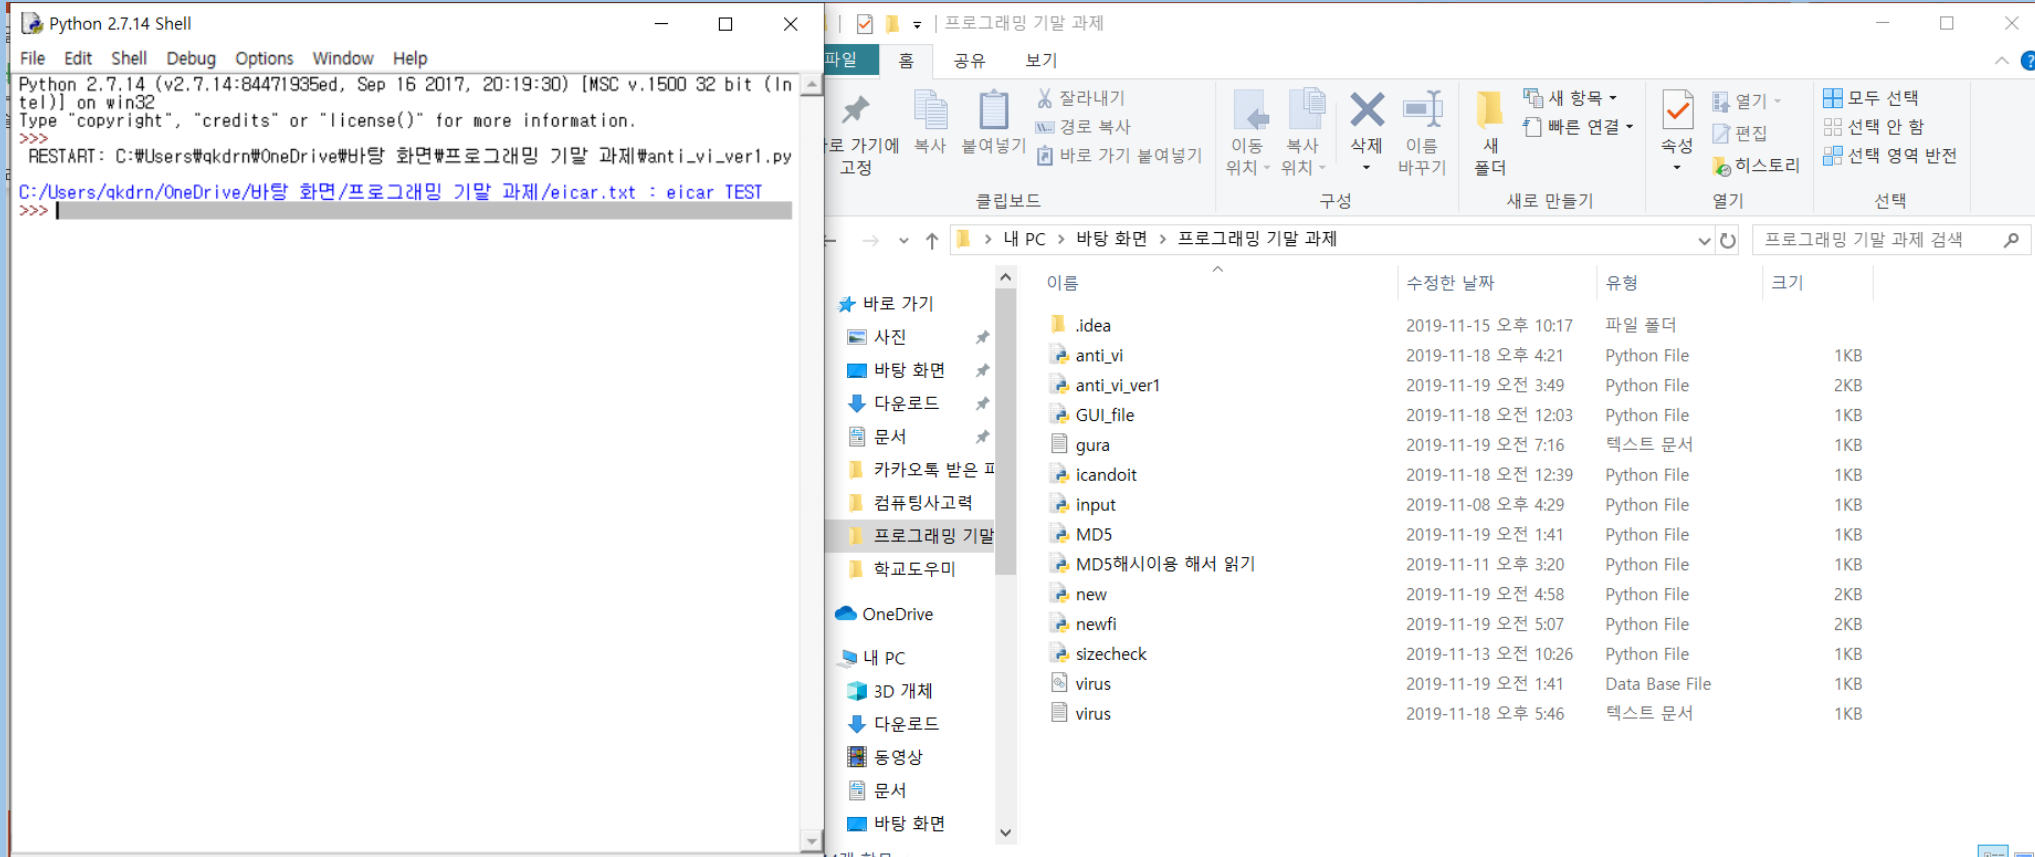 Python 2.7.14 Shell
File Edit Shell Debug Options Window Help
Python 2.7.14 (v2.7.14:84471935ed, Sep 16 2017, 20:19:30) [MSC v.1500 32 bit (In
tel)] on win32
Type "copyright", "credits" or "license()" for more information.
>>>
RESTART: C:₩Users₩qkdrn₩OneDrive₩바탕 화면₩프로그래밍 기말 과제₩anti_vi_ver1.py
C:/Users/qkdrn/OneDrive/바탕 화면/프로그래밍 기말 과제/eicar.txt : eicar TEST
>>>
프로그래밍 기말 과제
파일 홈 공유 보기
로 가기에
고정
복사
붙여넣기
잘라내기
경로 복사
바로 가기 붙여넣기
클립보드
이동
위치
복사
위치
삭제
이름
바꾸기
구성
새
폴더
새 항목
빠른 연결
새로 만들기
속성
열기
편집
히스토리
열기
모두 선택
선택 안 함
선택 영역 반전
선택
내 PC > 바탕 화면 > 프로그래밍 기말 과제
프로그래밍 기말 과제 검색
바로 가기
사진
바탕 화면
다운로드
문서
카카오톡 받은
컴퓨팅사고력
프로그래밍 기말
학교도우미
OneDrive
내 PC
3D 개체
다운로드
동영상
문서
바탕 화면
이름 수정한 날짜 유형 크기
.idea 2019-11-15 오후 10:17 파일 폴더
anti_vi 2019-11-18 오후 4:21 Python File 1KB
anti_vi_ver1 2019-11-19 오전 3:49 Python File 2KB
GUI_file 2019-11-18 오전 12:03 Python File 1KB
gura 2019-11-19 오전 7:16 텍스트 문서 1KB
icandoit 2019-11-18 오전 12:39 Python File 1KB
input 2019-11-08 오후 4:29 Python File 1KB
MD5 2019-11-19 오전 1:41 Python File 1KB
MD5해시이용 해서 읽기 2019-11-11 오후 3:20 Python File 1KB
new 2019-11-19 오전 4:58 Python File 2KB
newfi 2019-11-19 오전 5:07 Python File 2KB
sizecheck 2019-11-13 오전 10:26 Python File 1KB
virus 2019-11-19 오전 1:41 Data Base File 1KB
virus 2019-11-18 오후 5:46 텍스트 문서 1KB